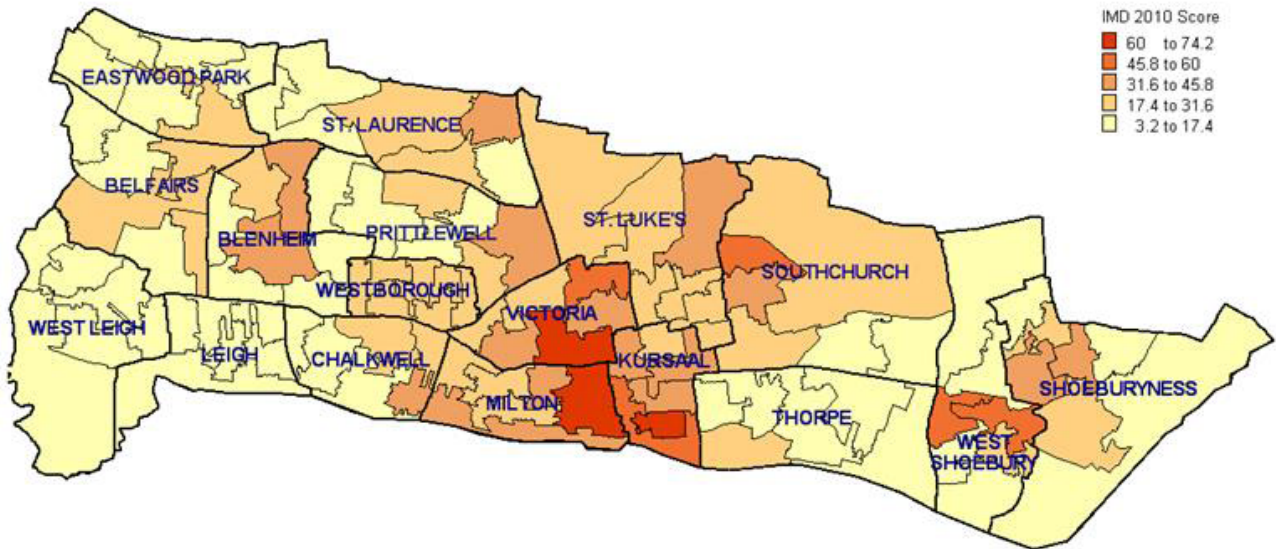 IMD 2010 Score
60 to 74.2
45.8 to 60
31.6 to 45.8
17.4 to 31.6
3.2 to 17.4
EASTWOOD PARK
ST. LAURENCE
BELFAIRS
BLENHEIM
PRITTLEWELL
ST. LUKE'S
SOUTHCHURCH
WESTBOROUGH
VICTORIA
WEST LEIGH
LEIGH
CHALKWELL
KURSAAL
MILTON
THORPE
SHOEBURYNESS
WEST
SHOEBURY